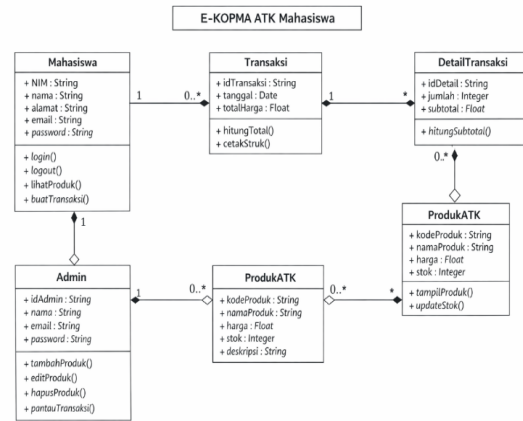 E-KOPMA ATK Mahasiswa
Mahasiswa
+ NIM : String
+ nama : String
+ alamat : String
+ email : String
+ password : String
+ login()
+ logout()
+ lihatProduk()
+ buatTransaksi()
1
0..*
Transaksi
+ idTransaksi : String
+ tanggal : Date
+ totalHarga : Float
+ hitungTotal()
+ cetakStruk()
1
*
DetailTransaksi
+ idDetail : String
+ jumlah : Integer
+ subtotal : Float
+ hitungSubtotal()
0..*
1
ProdukATK
+ kodeProduk : String
+ namaProduk : String
+ harga : Float
+ stok : Integer
+ tampilProduk()
+ updateStok()
Admin
+ idAdmin : String
+ nama : String
+ email : String
+ password : String
+ tambahProduk()
+ editProduk()
+ hapusProduk()
+ pantauTransaksi()
1
0..*
ProdukATK
+ kodeProduk : String
+ namaProduk : String
+ harga : Float
+ stok : Integer
+ deskripsi : String
0..*
*